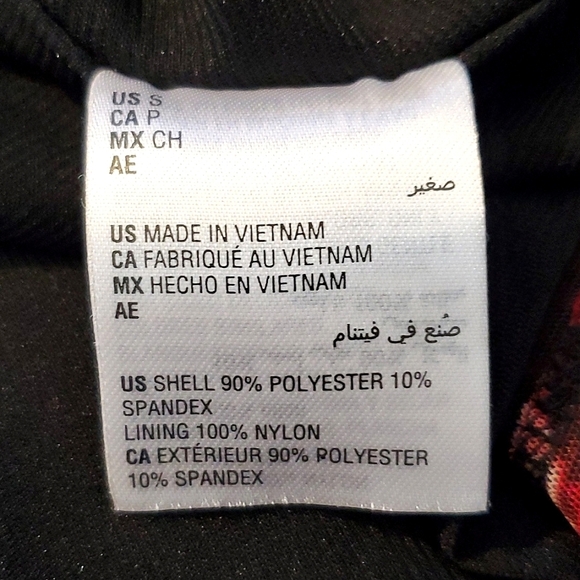 US S
CA P
MX CH
AE
صغير
US MADE IN VIETNAM
CA FABRIQUÉ AU VIETNAM
MX HECHO EN VIETNAM
AE
صُنع في فيتنام
US SHELL 90% POLYESTER 10%
SPANDEX
LINING 100% NYLON
CA EXTÉRIEUR 90% POLYESTER
10% SPANDEX